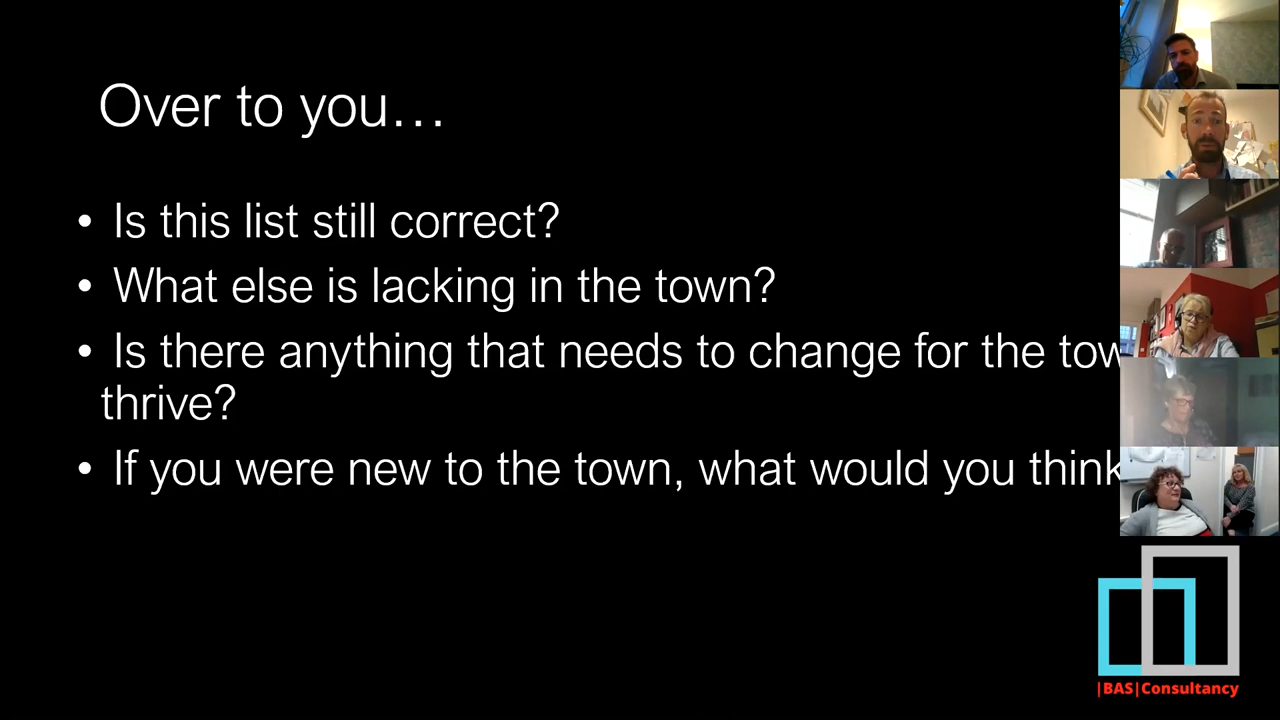 Over to you…
• Is this list still correct?
• What else is lacking in the town?
• Is there anything that needs to change for the
thrive?
• If you were new to the town, what would you think
|BAS|Consultancy